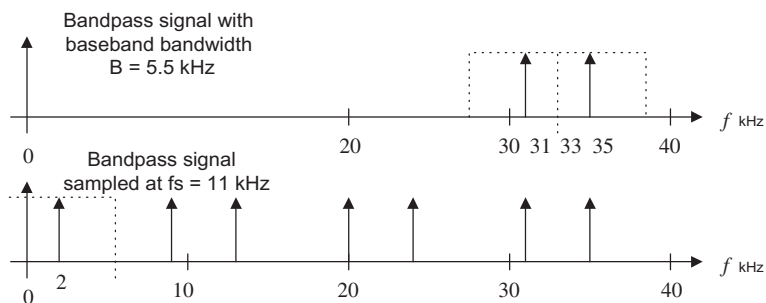 Bandpass signal with
baseband bandwidth
B = 5.5 kHz
f kHz
0 20 30 31 33 35 40
Bandpass signal
sampled at fs = 11 kHz
f kHz
0 2 10 20 30 40